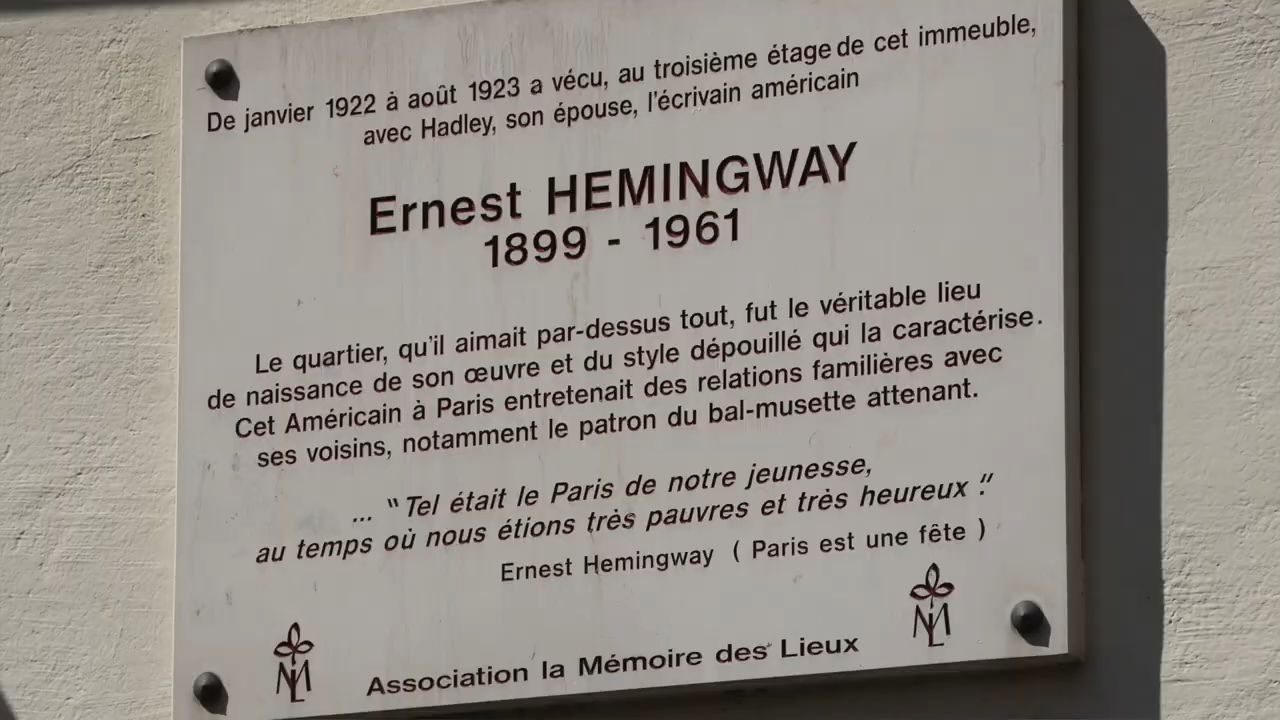 De janvier 1922 à août 1923 a vécu, au troisième étage de cet immeuble,
avec Hadley, son épouse, l'écrivain américain
Ernest HEMINGWAY
1899 - 1961
Le quartier, qu'il aimait par-dessus tout, fut le véritable lieu
de naissance de son œuvre et du style dépouillé qui la caractérise.
Cet Américain à Paris entretenait des relations familières avec
ses voisins, notamment le patron du bal-musette attenant.
... "Tel était le Paris de notre jeunesse,
au temps où nous étions très pauvres et très heureux."
Ernest Hemingway ( Paris est une fête )
Association la Mémoire des Lieux